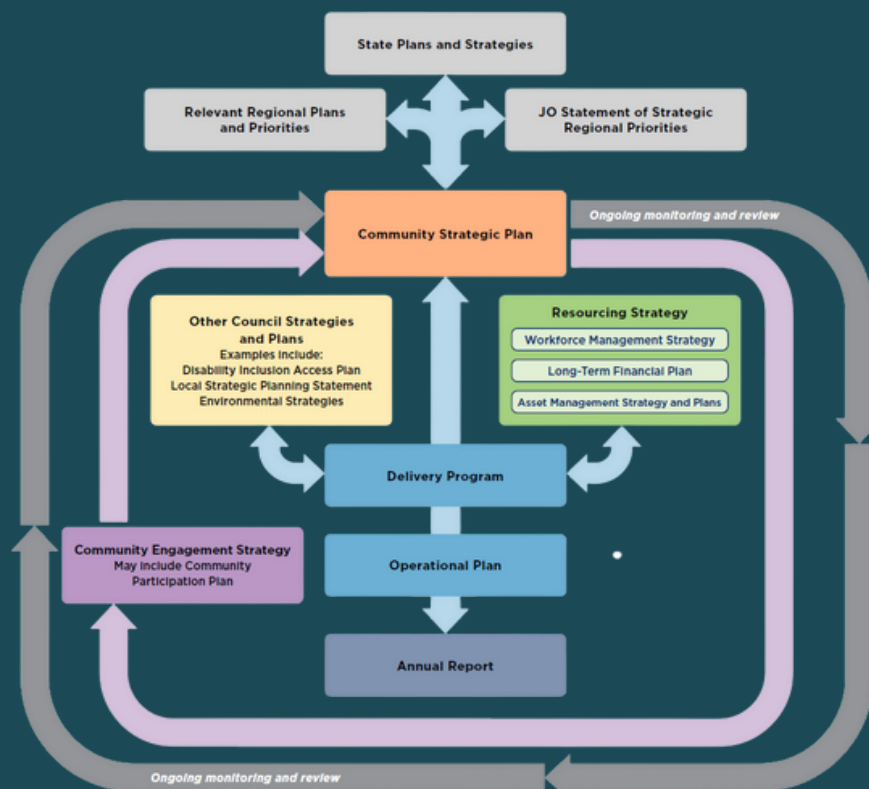 State Plans and Strategies
Relevant Regional Plans
and Priorities
JO Statement of Strategic
Regional Priorities
Community Strategic Plan
Ongoing monitoring and review
Other Council Strategies
and Plans
Examples include:
Disability Inclusion Access Plan
Local Strategic Planning Statement
Environmental Strategies
Resourcing Strategy
Workforce Management Strategy
Long-Term Financial Plan
Asset Management Strategy and Plans
Delivery Program
Community Engagement Strategy
May include Community
Participation Plan
Operational Plan
Annual Report
Ongoing monitoring and review